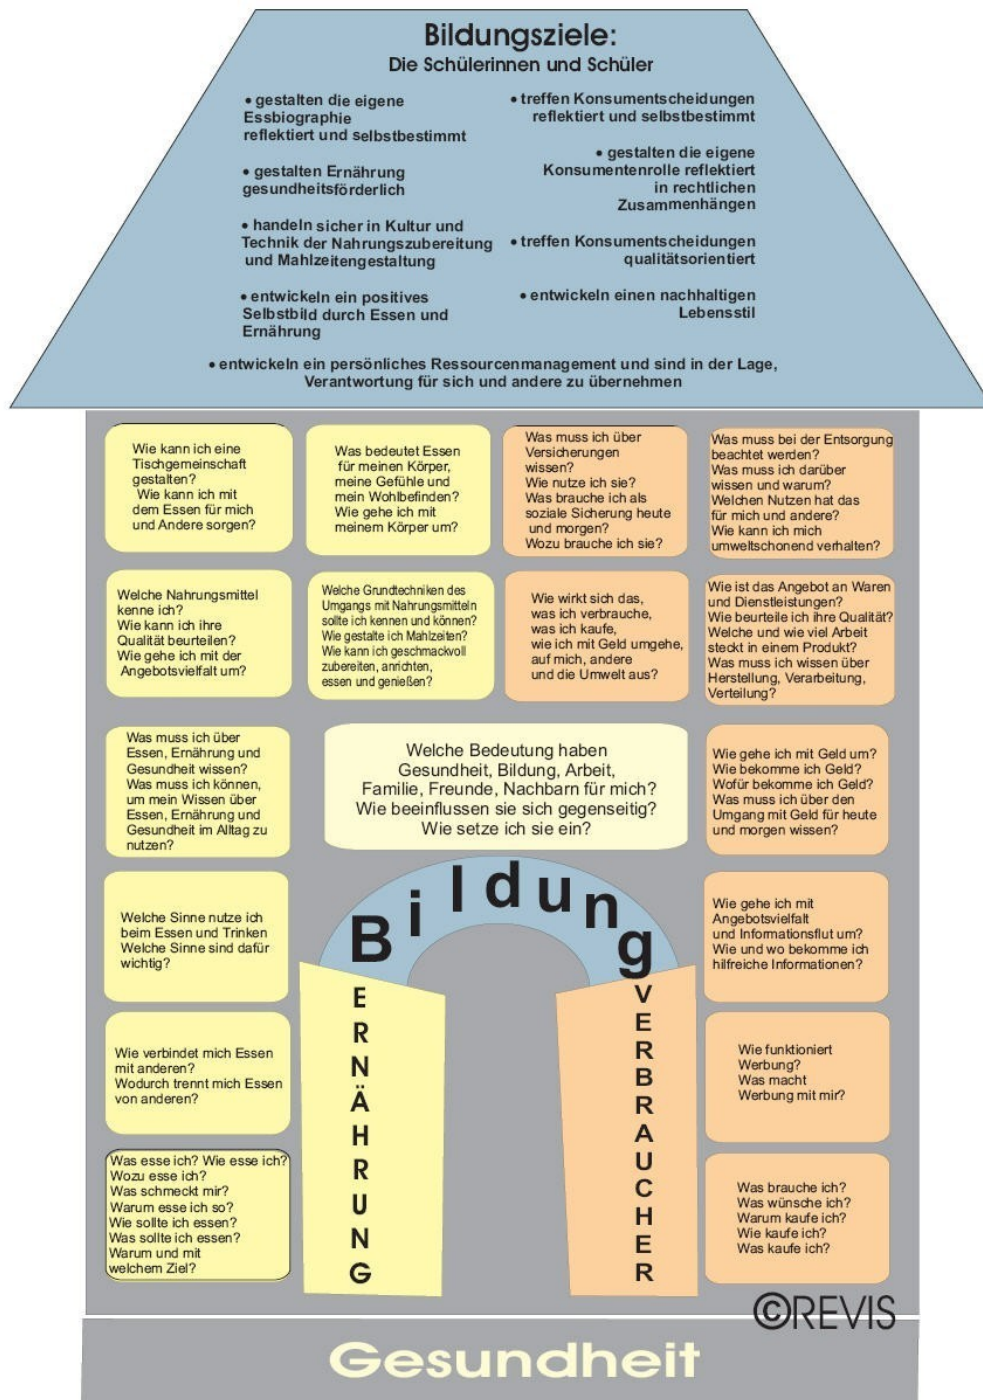 Bildungsziele:
Die Schülerinnen und Schüler
• gestalten die eigene
Essbiographie
reflektiert und selbstbestimmt
• gestalten Ernährung
gesundheitsförderlich
• handeln sicher in Kultur und
Technik der Nahrungszubereitung
und Mahlzeitengestaltung
• entwickeln ein positives
Selbstbild durch Essen und
Ernährung
• treffen Konsumentscheidungen
reflektiert und selbstbestimmt
• gestalten die eigene
Konsumentenrolle reflektiert
in rechtlichen
Zusammenhängen
• treffen Konsumentscheidungen
qualitätsorientiert
• entwickeln einen nachhaltigen
Lebensstil
• entwickeln ein persönliches Ressourcenmanagement und sind in der Lage,
Verantwortung für sich und andere zu übernehmen
Wie kann ich eine
Tischgemeinschaft
gestalten?
Wie kann ich mit
dem Essen für mich
und Andere sorgen?
Was bedeutet Essen
für meinen Körper,
meine Gefühle und
mein Wohlbefinden?
Wie gehe ich mit
meinem Körper um?
Was muss ich über
Versicherungen
wissen?
Wie nutze ich sie?
Was brauche ich als
soziale Sicherung heute
und morgen?
Wozu brauche ich sie?
Was muss bei der Entsorgung
beachtet werden?
Was muss ich darüber
wissen und warum?
Welchen Nutzen hat das
für mich und andere?
Wie kann ich mich
umweltschonend verhalten?
Welche Nahrungsmittel
kenne ich?
Wie kann ich ihre
Qualität beurteilen?
Wie gehe ich mit der
Angebotsvielfalt um?
Welche Grundtechniken des
Umgangs mit Nahrungsmitteln
sollte ich kennen und können?
Wie gestalte ich Mahlzeiten?
Wie kann ich geschmackvoll
zubereiten, anrichten,
essen und genießen?
Wie wirkt sich das,
was ich verbrauche,
was ich kaufe,
wie ich mit Geld umgehe,
auf mich, andere
und die Umwelt aus?
Wie ist das Angebot an Waren
und Dienstleistungen?
Wie beurteile ich ihre Qualität?
Welche und wie viel Arbeit
steckt in einem Produkt?
Was muss ich wissen über
Herstellung, Verarbeitung,
Verteilung?
Was muss ich über
Essen, Ernährung und
Gesundheit wissen?
Was muss ich können,
um mein Wissen über
Essen, Ernährung und
Gesundheit im Alltag zu
nutzen?
Welche Bedeutung haben
Gesundheit, Bildung, Arbeit,
Familie, Freunde, Nachbarn für mich?
Wie beeinflussen sie sich gegenseitig?
Wie setze ich sie ein?
Wie gehe ich mit Geld um?
Wie bekomme ich Geld?
Wofür bekomme ich Geld?
Was muss ich über den
Umgang mit Geld für heute
und morgen wissen?
Bildung
Welche Sinne nutze ich
beim Essen und Trinken
Welche Sinne sind dafür
wichtig?
Wie gehe ich mit
Angebotsvielfalt
und Informationsflut um?
Wie und wo bekomme ich
hilfreiche Informationen?
ERNÄHRUNG
VERBRAUCHER
Wie verbindet mich Essen
mit anderen?
Wodurch trennt mich Essen
von anderen?
Wie funktioniert
Werbung?
Was macht
Werbung mit mir?
Was esse ich? Wie esse ich?
Wozu esse ich?
Was schmeckt mir?
Warum esse ich so?
Wie sollte ich essen?
Was sollte ich essen?
Warum und mit
welchem Ziel?
Was brauche ich?
Was wünsche ich?
Warum kaufe ich?
Wie kaufe ich?
Was kaufe ich?
©REVIS
Gesundheit